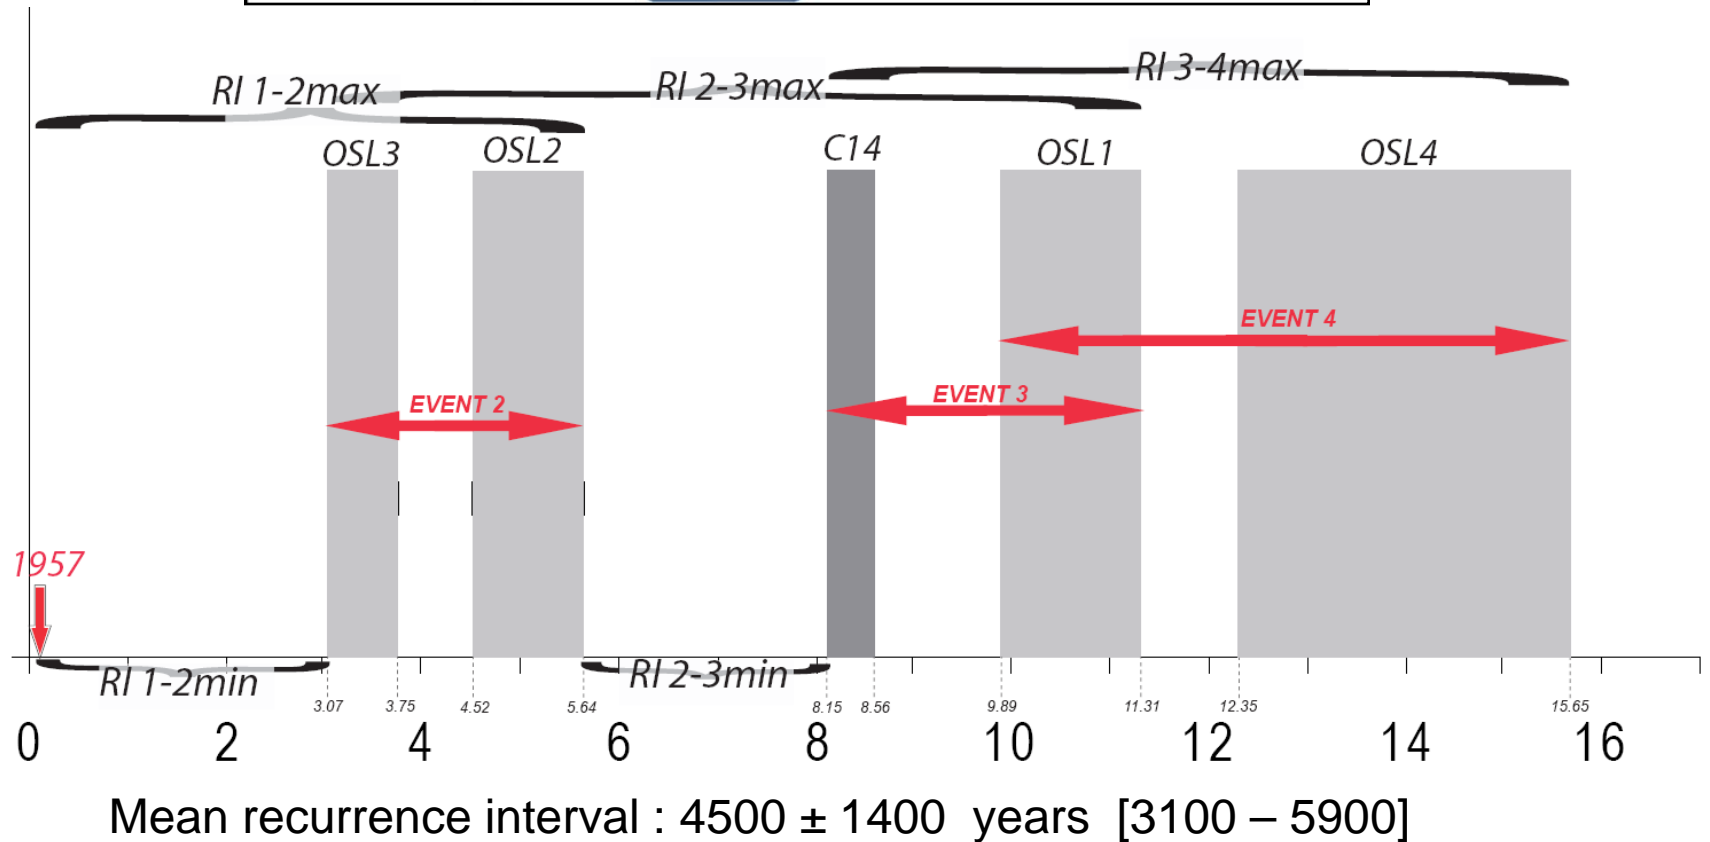 RI 3-4max
RI 1-2max RI 2-3max
OSL3 OSL2 C14 OSL1 OSL4
EVENT 4
EVENT 2 EVENT 3
1957
RI 1-2min RI 2-3min
3.07 3.75 4.52 5.64 8.15 8.56 9.89 11.31 12.35 15.65
0 2 4 6 8 10 12 14 16
Mean recurrence interval : 4500 ± 1400 years [3100 – 5900]